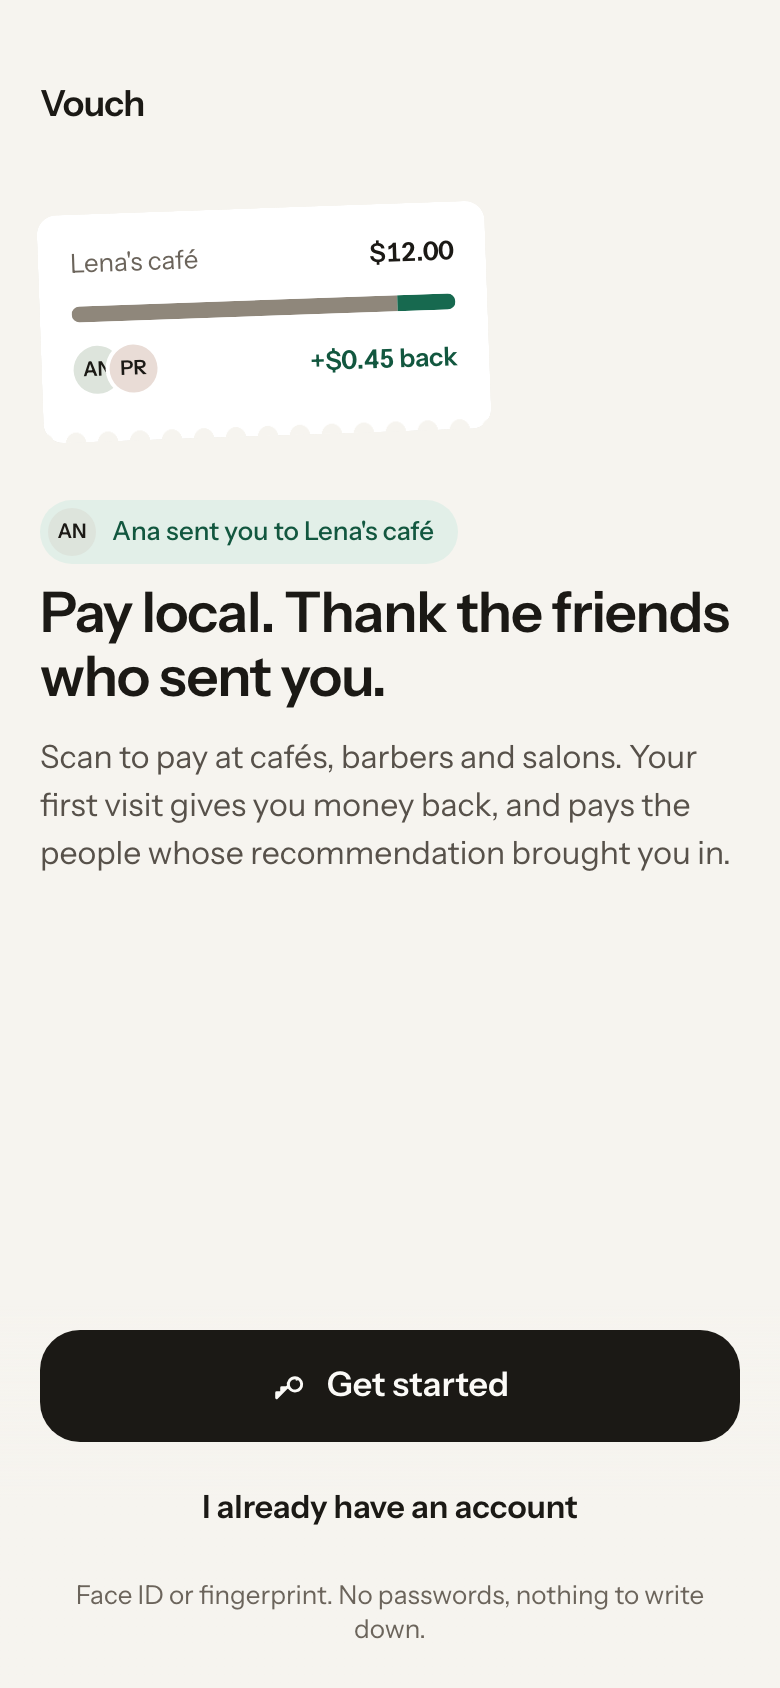 Vouch
Lena's café
$12.00
AN
PR
+$0.45 back
AN
Ana sent you to Lena's café
Pay local. Thank the friends
who sent you.
Scan to pay at cafés, barbers and salons. Your
first visit gives you money back, and pays the
people whose recommendation brought you in.
Get started
I already have an account
Face ID or fingerprint. No passwords, nothing to write
down.